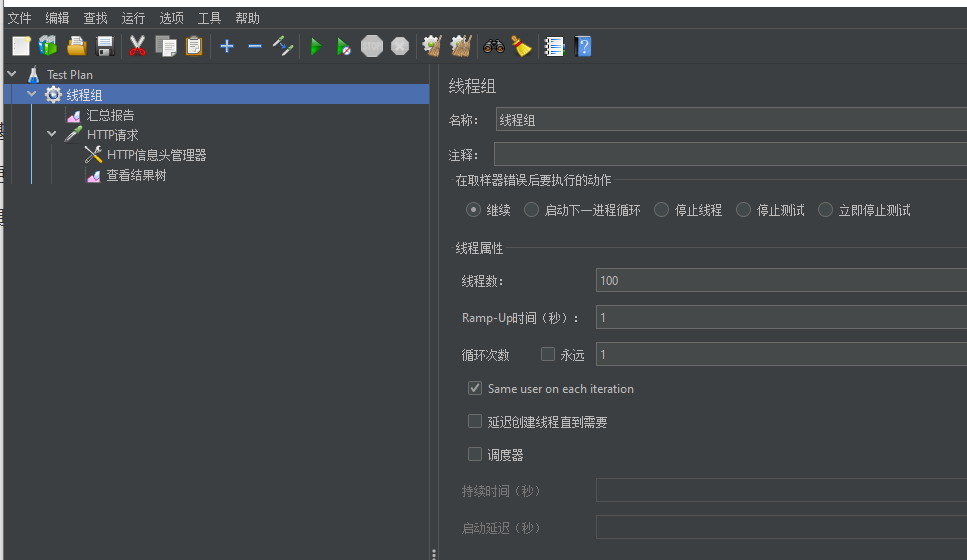 文件 编辑 查找 运行 选项 工具 帮助
STOP
Test Plan
线程组
汇总报告
HTTP请求
HTTP信息头管理器
查看结果树
线程组
名称： 线程组
注释：
在取样器错误后要执行的动作
继续 启动下一进程循环 停止线程 停止测试 立即停止测试
线程属性
线程数： 100
Ramp-Up时间（秒）： 1
循环次数 永远 1
Same user on each iteration
延迟创建线程直到需要
调度器
持续时间（秒）
启动延迟（秒）